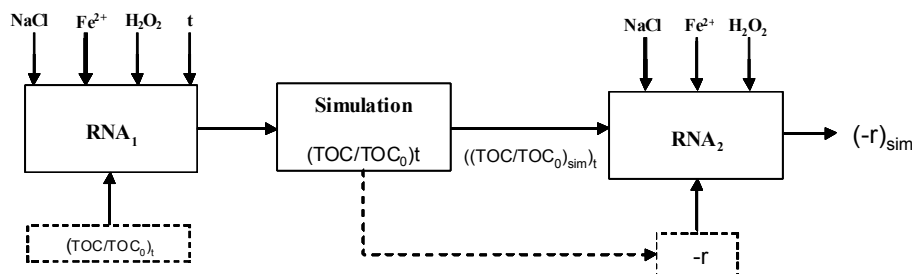 NaCl Fe²⁺ H₂O₂ t
NaCl Fe²⁺ H₂O₂
RNA₁
Simulation
(TOC/TOC₀)t
((TOC/TOC₀)sim)t
RNA₂
(-r)sim
(TOC/TOC₀)t
-r